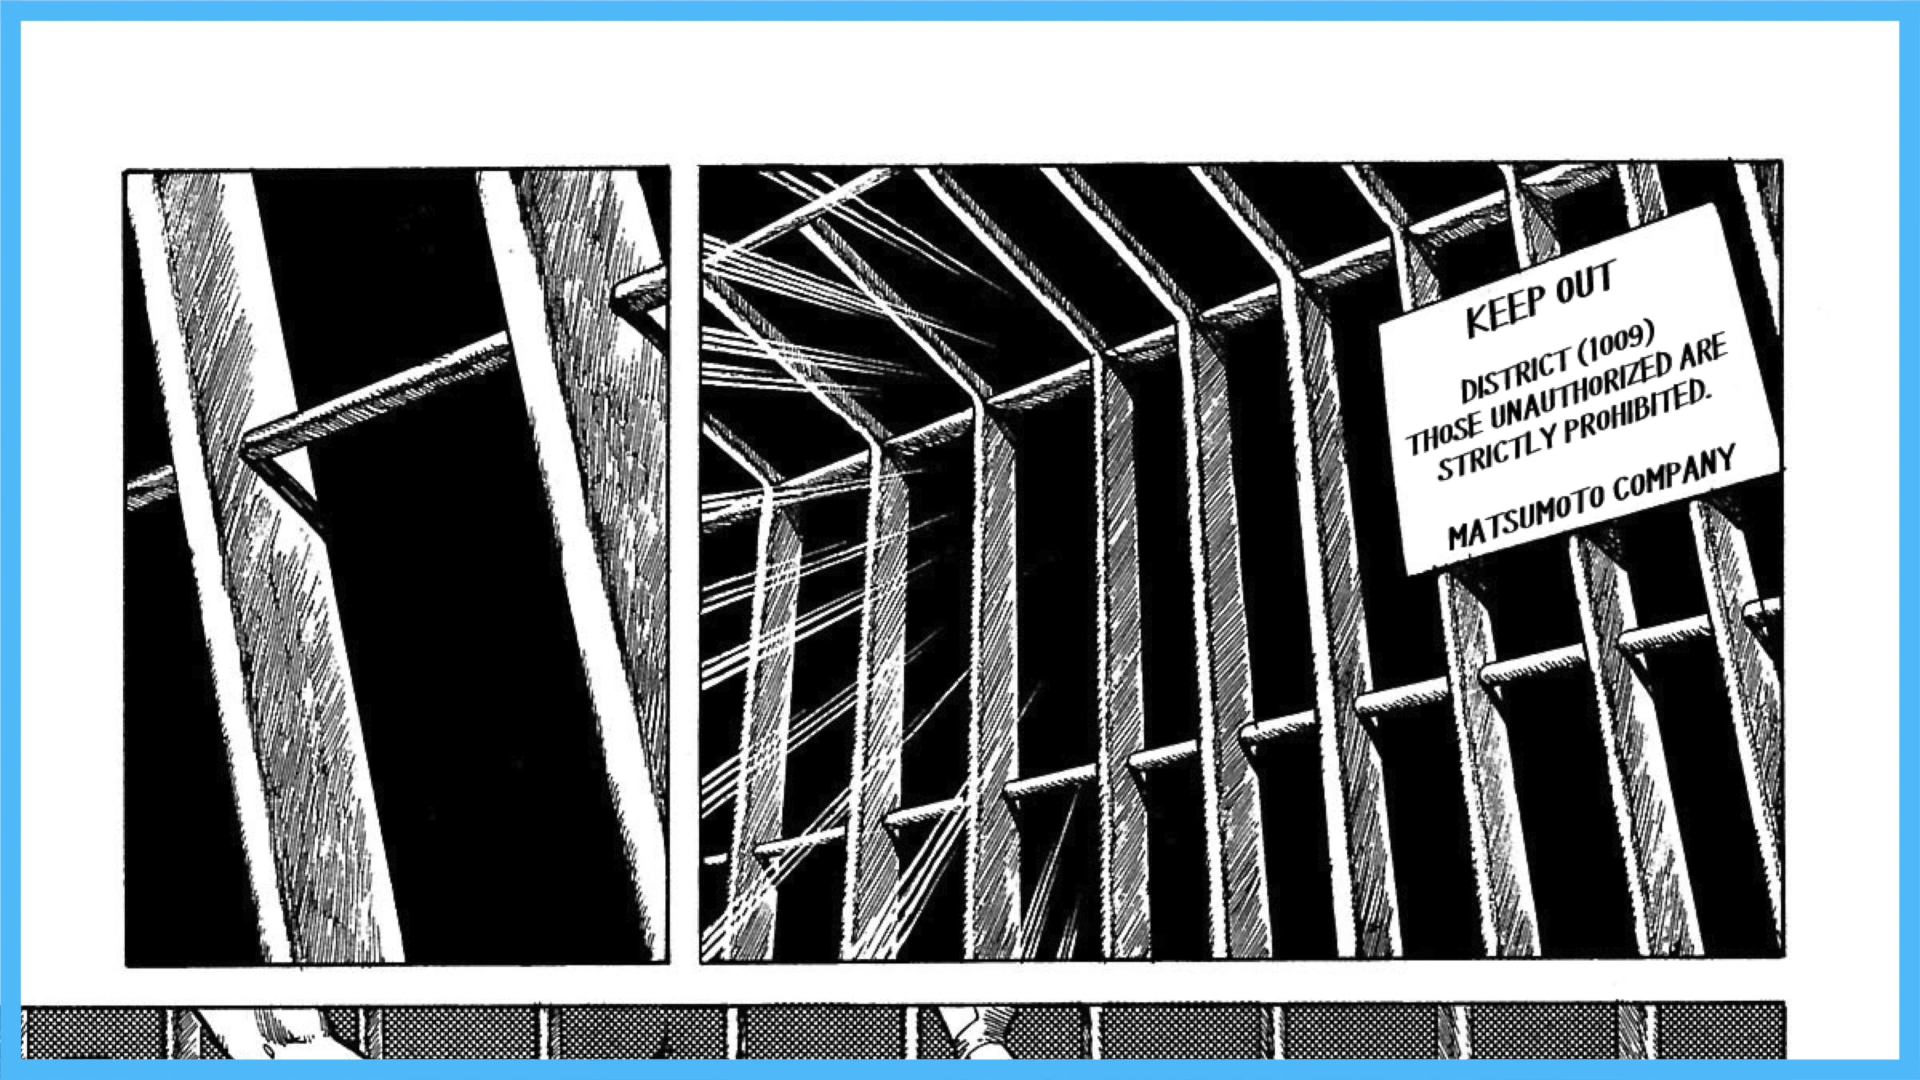 KEEP OUT
DISTRICT (1009)
THOSE UNAUTHORIZED ARE
STRICTLY PROHIBITED.
MATSUMOTO COMPANY